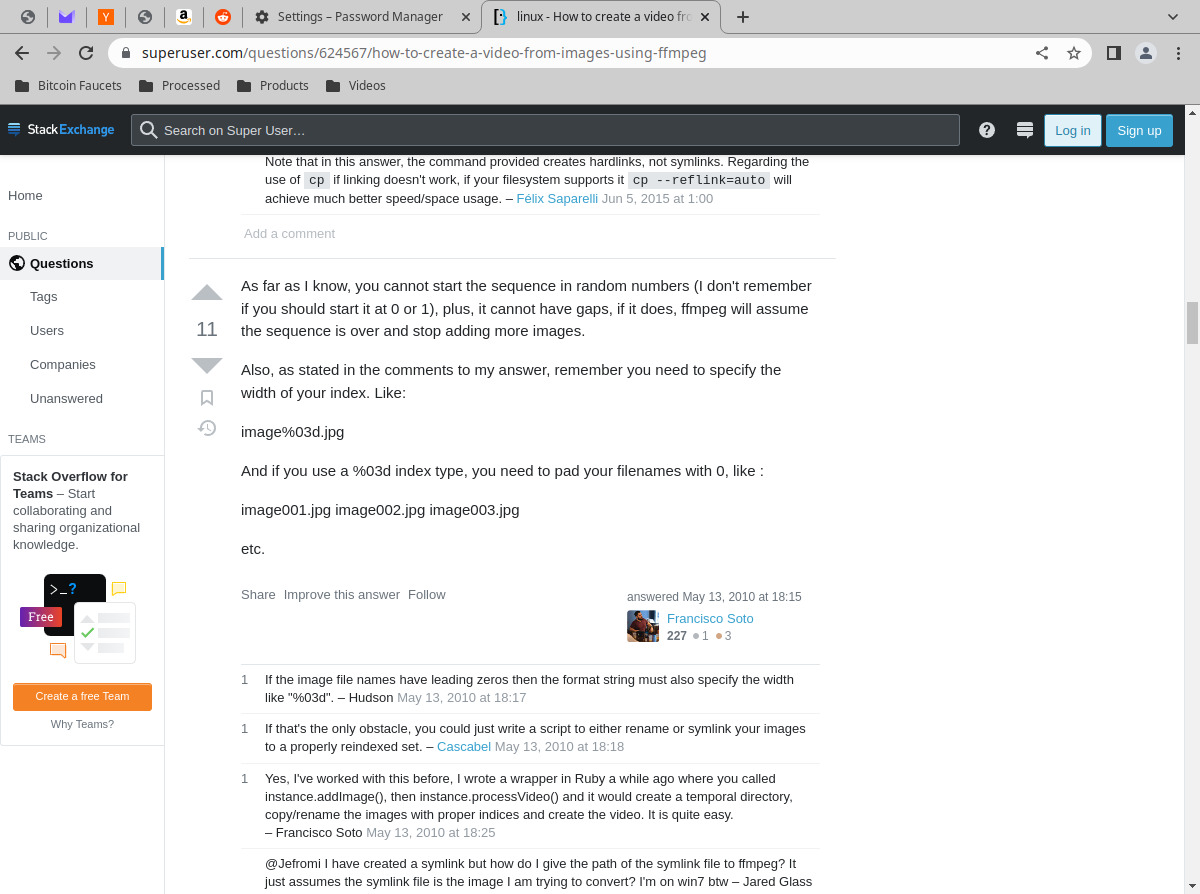 Settings – Password Manager
linux - How to create a video fro
superuser.com/questions/624567/how-to-create-a-video-from-images-using-ffmpeg
Bitcoin Faucets
Processed
Products
Videos
StackExchange
Search on Super User…
Log in
Sign up
Home
PUBLIC
Questions
Tags
Users
Companies
Unanswered
TEAMS
Stack Overflow for
Teams – Start
collaborating and
sharing organizational
knowledge.
>_?
Free
Create a free Team
Why Teams?
Note that in this answer, the command provided creates hardlinks, not symlinks. Regarding the
use of cp if linking doesn't work, if your filesystem supports it cp --reflink=auto will
achieve much better speed/space usage. – Félix Saparelli Jun 5, 2015 at 1:00
Add a comment
11
As far as I know, you cannot start the sequence in random numbers (I don't remember
if you should start it at 0 or 1), plus, it cannot have gaps, if it does, ffmpeg will assume
the sequence is over and stop adding more images.
Also, as stated in the comments to my answer, remember you need to specify the
width of your index. Like:
image%03d.jpg
And if you use a %03d index type, you need to pad your filenames with 0, like :
image001.jpg image002.jpg image003.jpg
etc.
Share Improve this answer Follow
answered May 13, 2010 at 18:15
Francisco Soto
227 1 3
1 If the image file names have leading zeros then the format string must also specify the width
like "%03d". – Hudson May 13, 2010 at 18:17
1 If that's the only obstacle, you could just write a script to either rename or symlink your images
to a properly reindexed set. – Cascabel May 13, 2010 at 18:18
1 Yes, I've worked with this before, I wrote a wrapper in Ruby a while ago where you called
instance.addImage(), then instance.processVideo() and it would create a temporal directory,
copy/rename the images with proper indices and create the video. It is quite easy.
– Francisco Soto May 13, 2010 at 18:25
@Jefromi I have created a symlink but how do I give the path of the symlink file to ffmpeg? It
just assumes the symlink file is the image I am trying to convert? I'm on win7 btw – Jared Glass